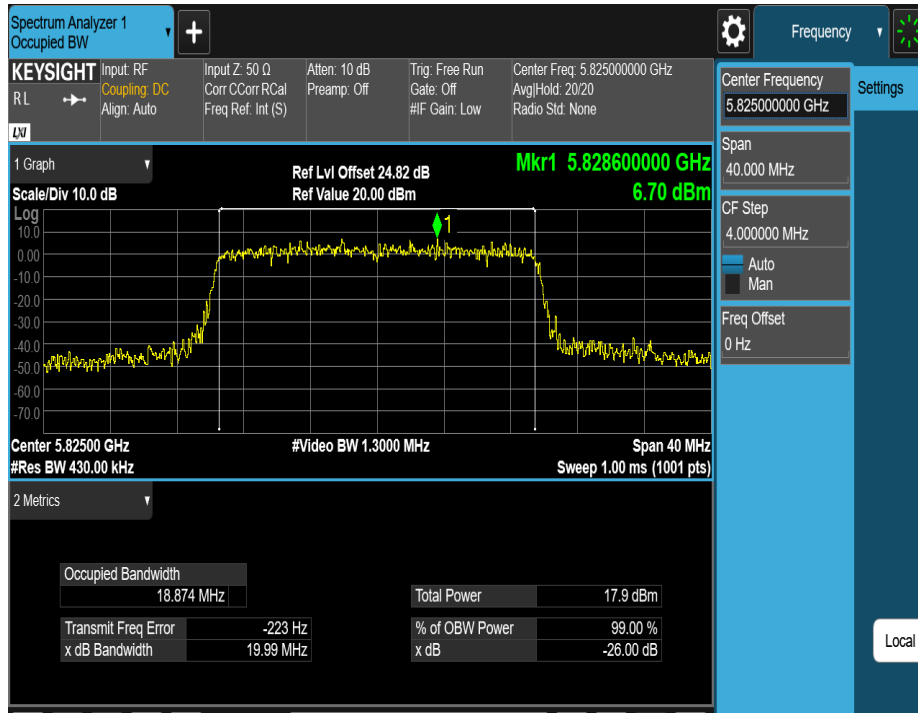 Spectrum Analyzer 1
Occupied BW
+
Frequency
KEYSIGHT
R L
LXI
Input: RF
Coupling: DC
Align: Auto
Input Z: 50 Ω
Corr CCorr RCal
Freq Ref: Int (S)
Atten: 10 dB
Preamp: Off
Trig: Free Run
Gate: Off
#IF Gain: Low
Center Freq: 5.825000000 GHz
Avg|Hold: 20/20
Radio Std: None
Center Frequency
5.825000000 GHz
Settings
Span
40.000 MHz
CF Step
4.000000 MHz
Auto
Man
Freq Offset
0 Hz
1 Graph
Scale/Div 10.0 dB
Ref Lvl Offset 24.82 dB
Ref Value 20.00 dBm
Mkr1 5.828600000 GHz
6.70 dBm
Log
1
10.0
0.00
-10.0
-20.0
-30.0
-40.0
-50.0
-60.0
-70.0
Center 5.82500 GHz
#Video BW 1.3000 MHz
Span 40 MHz
#Res BW 430.00 kHz
Sweep 1.00 ms (1001 pts)
2 Metrics
Occupied Bandwidth
18.874 MHz
Total Power 17.9 dBm
Transmit Freq Error -223 Hz
% of OBW Power 99.00 %
x dB Bandwidth 19.99 MHz
x dB -26.00 dB
Local